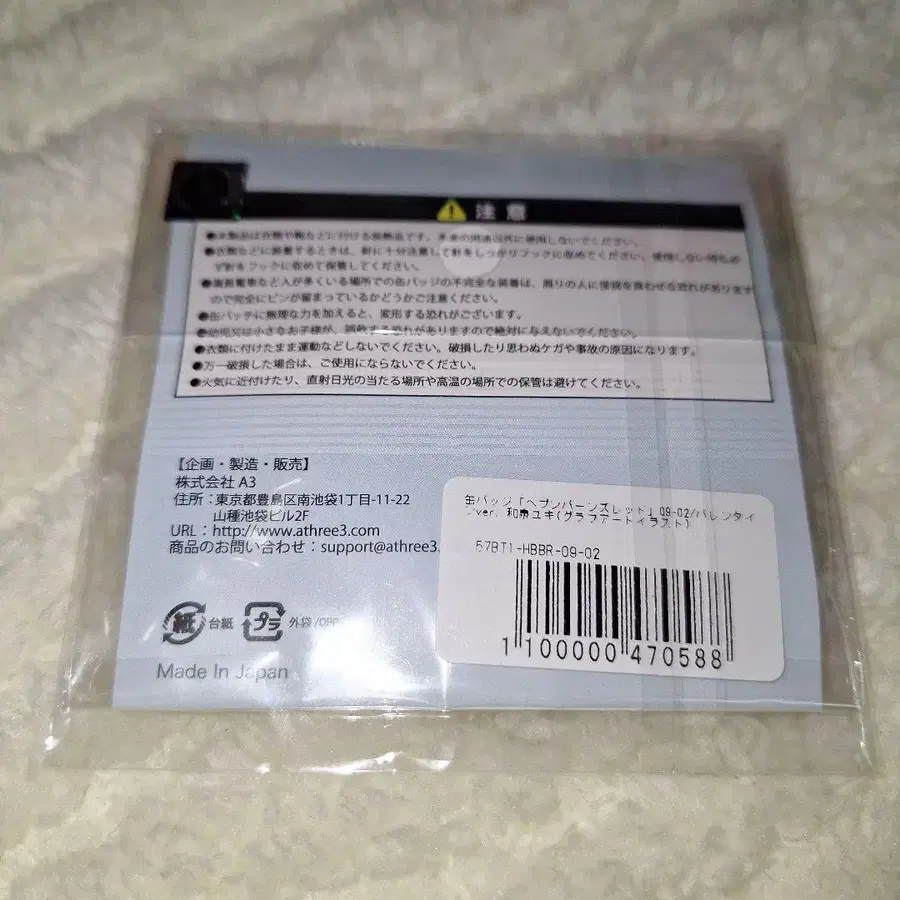 注意
●本製品は衣類や鞄などに付ける装飾品です。本来の用途以外に使用しないでください。
●衣類などに装着するときは、針に十分注意して針をしっかりフックに収めてください。使用しない時も必
ず針をフックに収めて保管してください。
●満員電車など人が多くいる場所での缶バッジの不完全な装着は、周りの人に怪我を負わせる恐れがあります
ので完全にピンが留まっているかどうかご注意ください。
●缶バッヂに無理な力を加えると、変形する恐れがございます。
●幼児又は小さなお子様が、誤飲する恐れがありますので絶対に与えないでください。
●衣類に付けたまま運動などしないでください。破損したり思わぬケガや事故の原因になります。
●万一破損した場合は、ご使用にならないでください。
●火気に近付けたり、直射日光の当たる場所や高温の場所での保管は避けてください。
【企画・製造・販売】
株式会社 A3
住所：東京都豊島区南池袋1丁目-11-22
山種池袋ビル2F
URL：http://www.athree3.com
商品のお問い合わせ：support@athree3.
紙 台紙 プラ 外袋/OPP
Made In Japan
缶バッジ「ヘブンバーンズレッド」09-02/バレンタイ
ンver. 和泉ユキ(グラフアートイラスト)
57BT1-HBBR-09-02
1 100000 470588